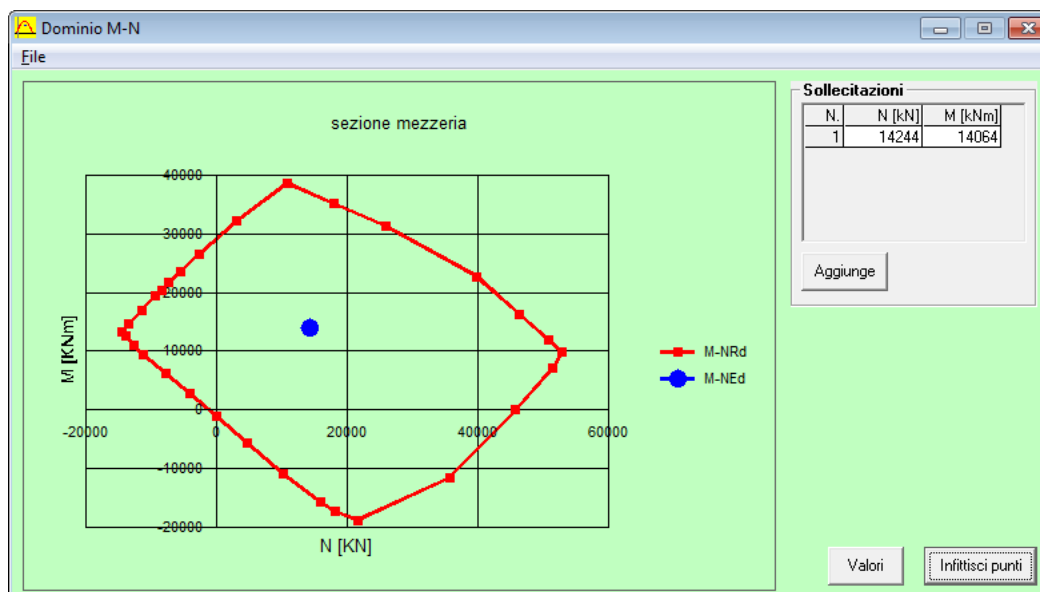 Dominio M-N
File
Sollecitazioni
N. N [kN] M [kNm]
1 14244 14064
Aggiunge
sezione mezzeria
40000
30000
20000
10000
0
-10000
-20000
M [KNm]
-20000 0 20000 40000 60000
N [KN]
M-NRd
M-NEd
Valori
Infittisci punti